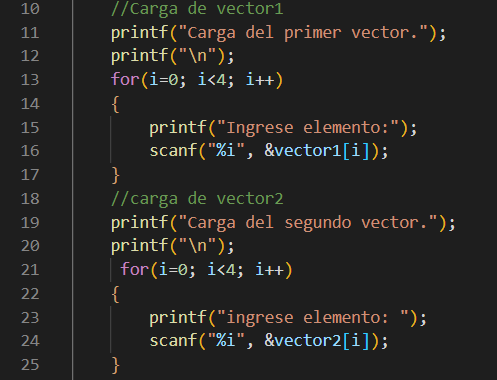 10 //Carga de vector1
11 printf("Carga del primer vector.");
12 printf("\n");
13 for(i=0; i<4; i++)
14 {
15 printf("Ingrese elemento:");
16 scanf("%i", &vector1[i]);
17 }
18 //carga de vector2
19 printf("Carga del segundo vector.");
20 printf("\n");
21 for(i=0; i<4; i++)
22 {
23 printf("ingrese elemento: ");
24 scanf("%i", &vector2[i]);
25 }